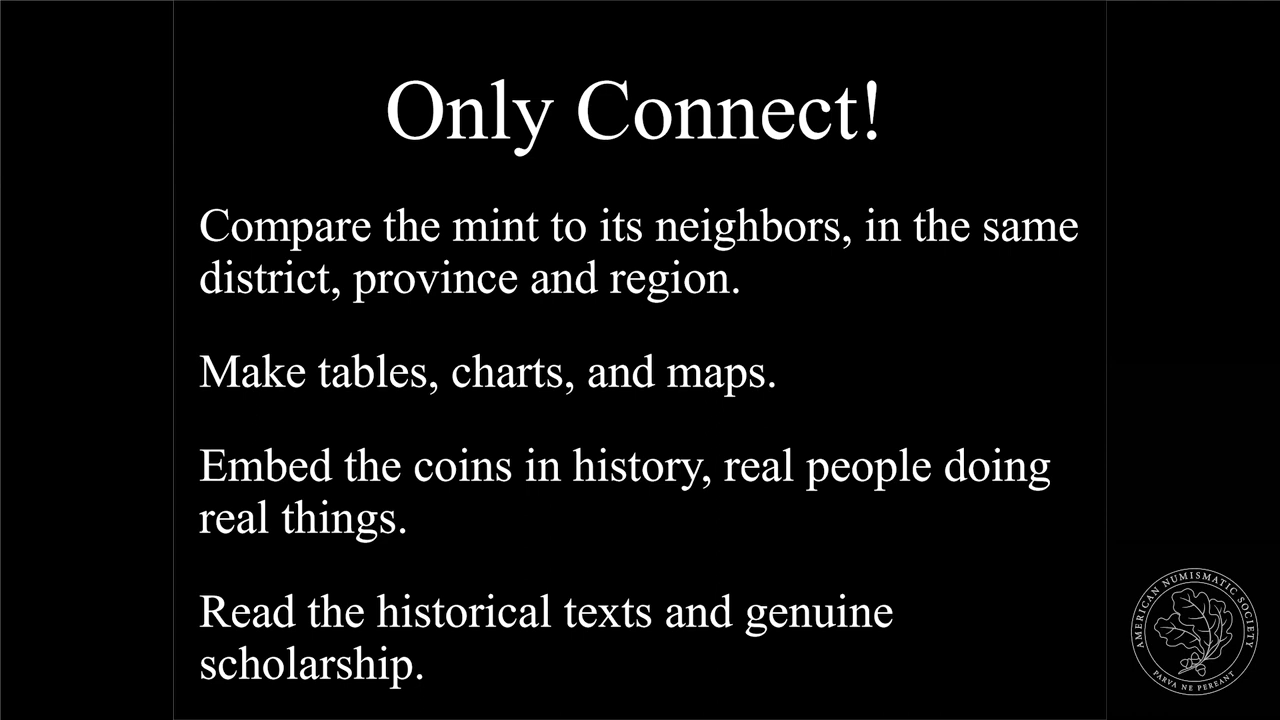 Only Connect!
Compare the mint to its neighbors, in the same
district, province and region.
Make tables, charts, and maps.
Embed the coins in history, real people doing
real things.
Read the historical texts and genuine
scholarship.
AMERICAN NUMISMATIC SOCIETY
PARVA NE PEREANT